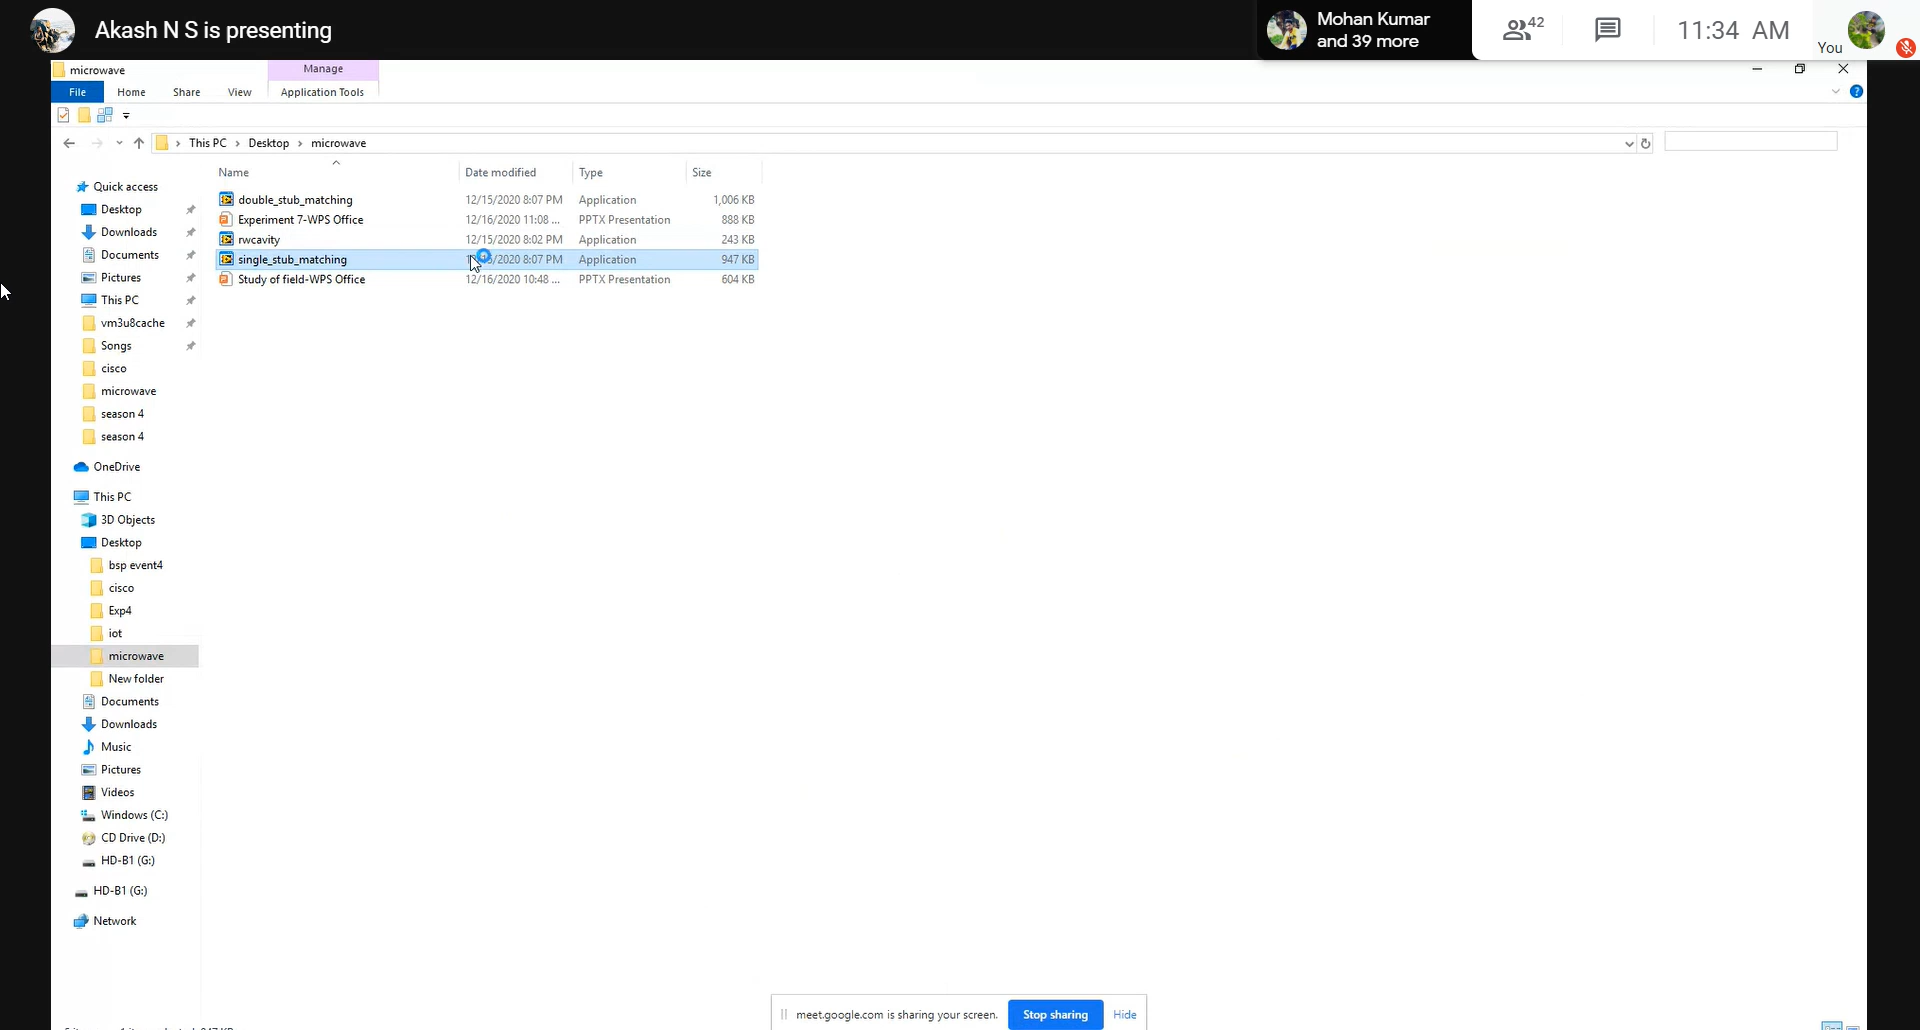 Akash N S is presenting
Mohan Kumar
and 39 more
42
11:34 AM
You
microwave
Manage
File Home Share View Application Tools
This PC > Desktop > microwave
Name Date modified Type Size
double_stub_matching 12/15/2020 8:07 PM Application 1,006 KB
Experiment 7-WPS Office 12/16/2020 11:08 ... PPTX Presentation 888 KB
rwcavity 12/15/2020 8:02 PM Application 243 KB
single_stub_matching 8:07 PM Application 947 KB
Study of field-WPS Office 12/16/2020 10:48 ... PPTX Presentation 604 KB
Quick access
Desktop
Downloads
Documents
Pictures
This PC
vm3u8cache
Songs
cisco
microwave
season 4
season 4
OneDrive
This PC
3D Objects
Desktop
bsp event4
cisco
Exp4
iot
microwave
New folder
Documents
Downloads
Music
Pictures
Videos
Windows (C:)
CD Drive (D:)
HD-B1 (G:)
HD-B1 (G:)
Network
meet.google.com is sharing your screen. Stop sharing Hide